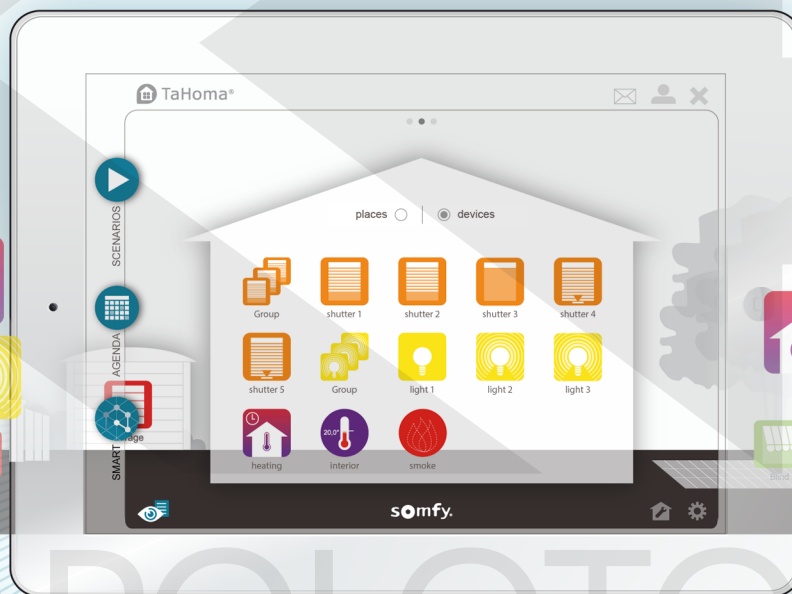 TaHoma®
places
devices
SCENARIOS
Group
shutter 1
shutter 2
shutter 3
shutter 4
AGENDA
shutter 5
Group
light 1
light 2
light 3
SMART
20,0°
heating
interior
smoke
Blind
somfy.